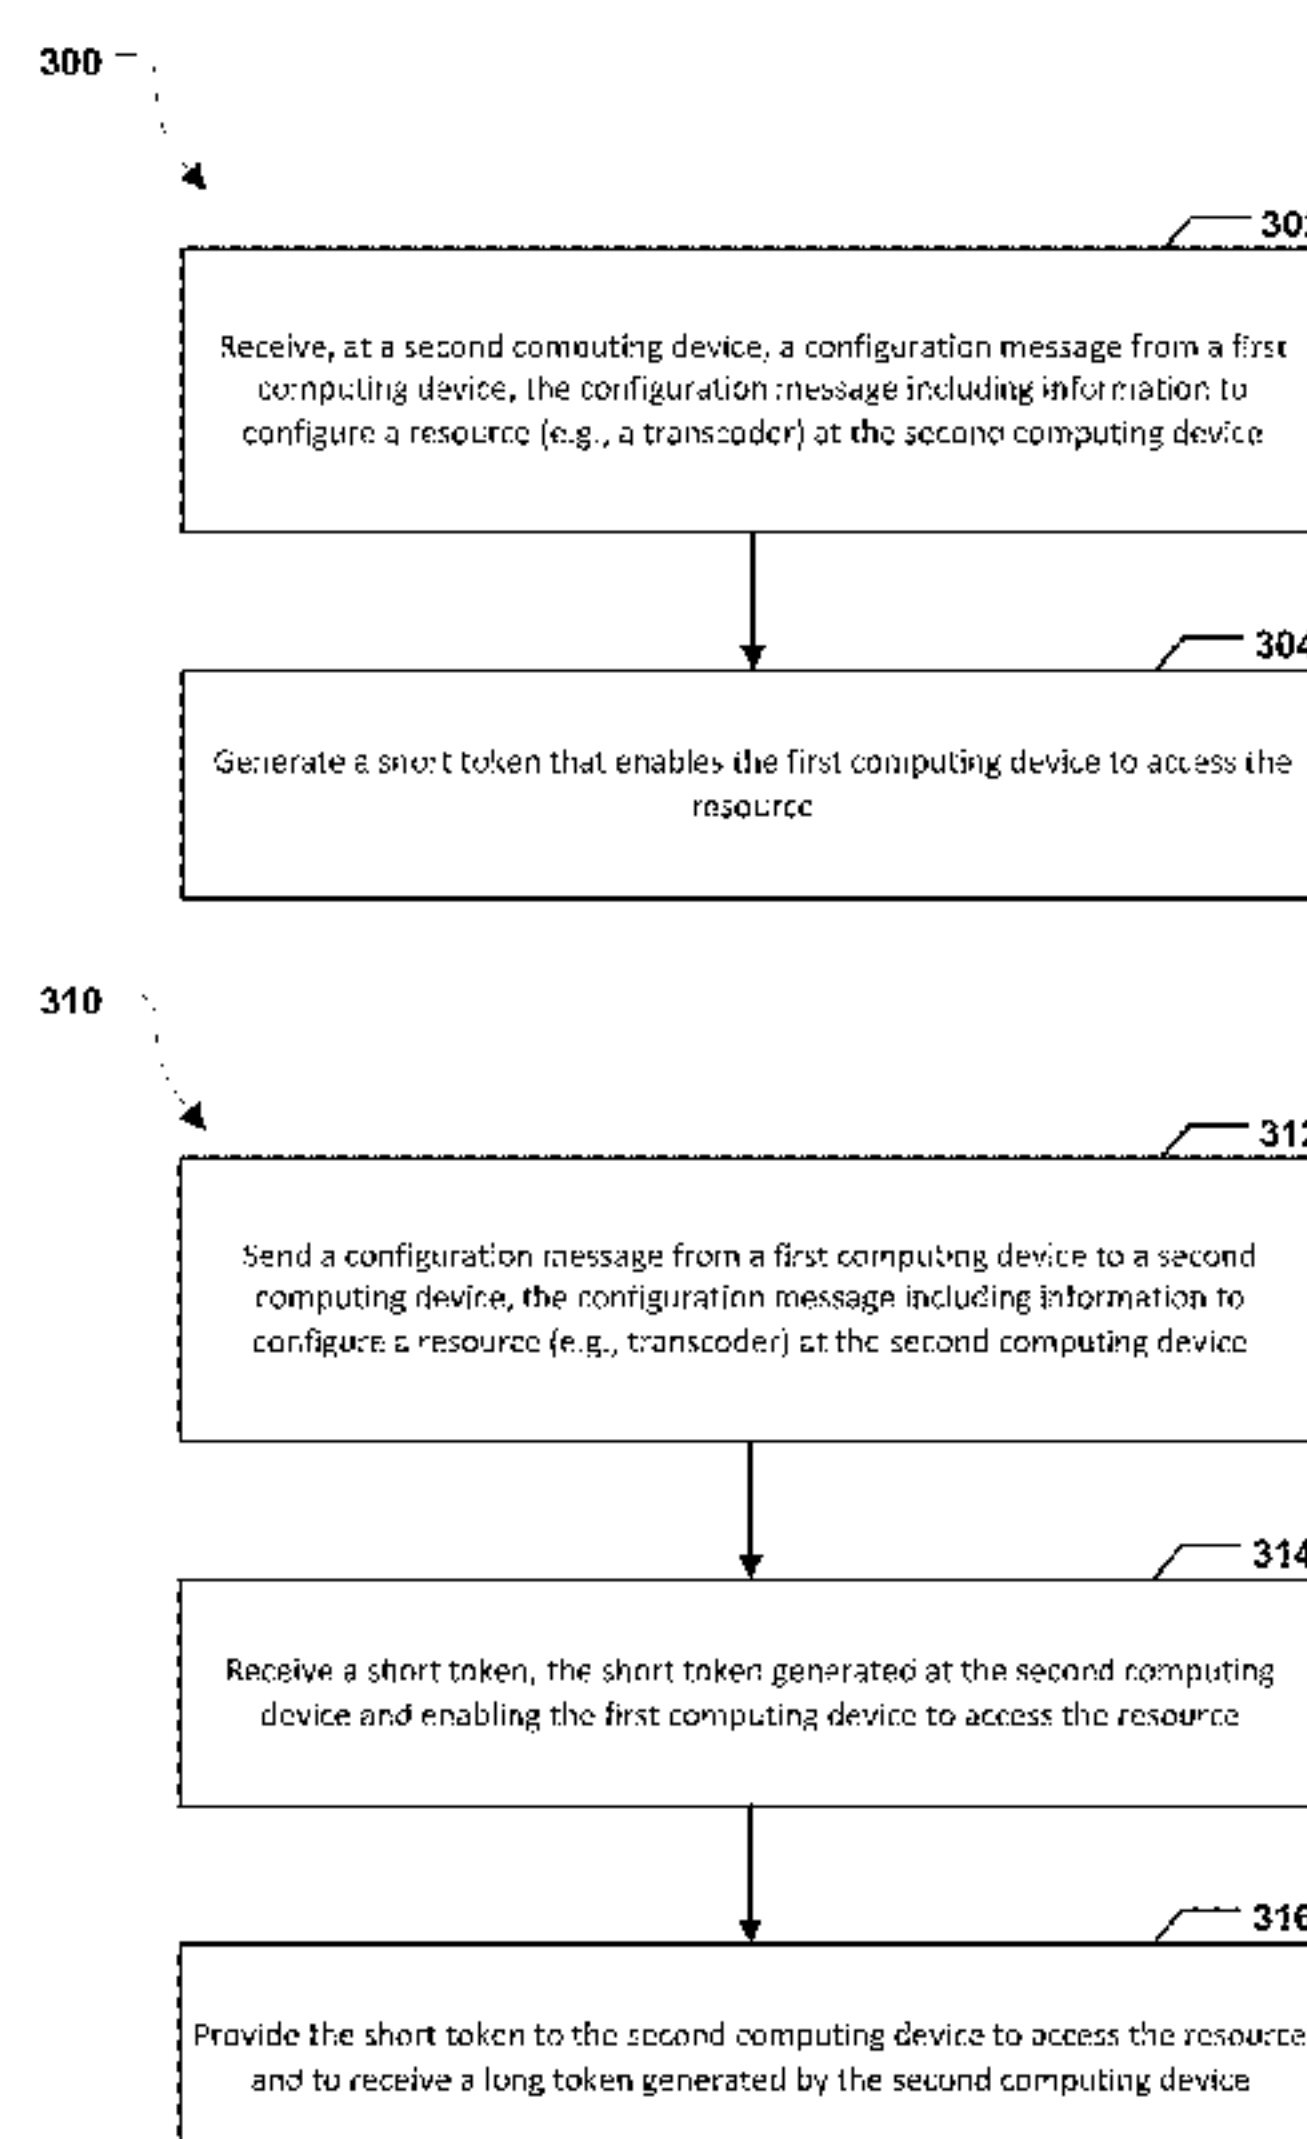 300
302
Receive, at a second computing device, a configuration message from a first
computing device, the configuration message including information to
configure a resource (e.g., a transcoder) at the second computing device
304
Generate a short token that enables the first computing device to access the
resource
310
312
Send a configuration message from a first computing device to a second
computing device, the configuration message including information to
configure a resource (e.g., transcoder) at the second computing device
314
Receive a short token, the short token generated at the second computing
device and enabling the first computing device to access the resource
316
Provide the short token to the second computing device to access the resource
and to receive a long token generated by the second computing device